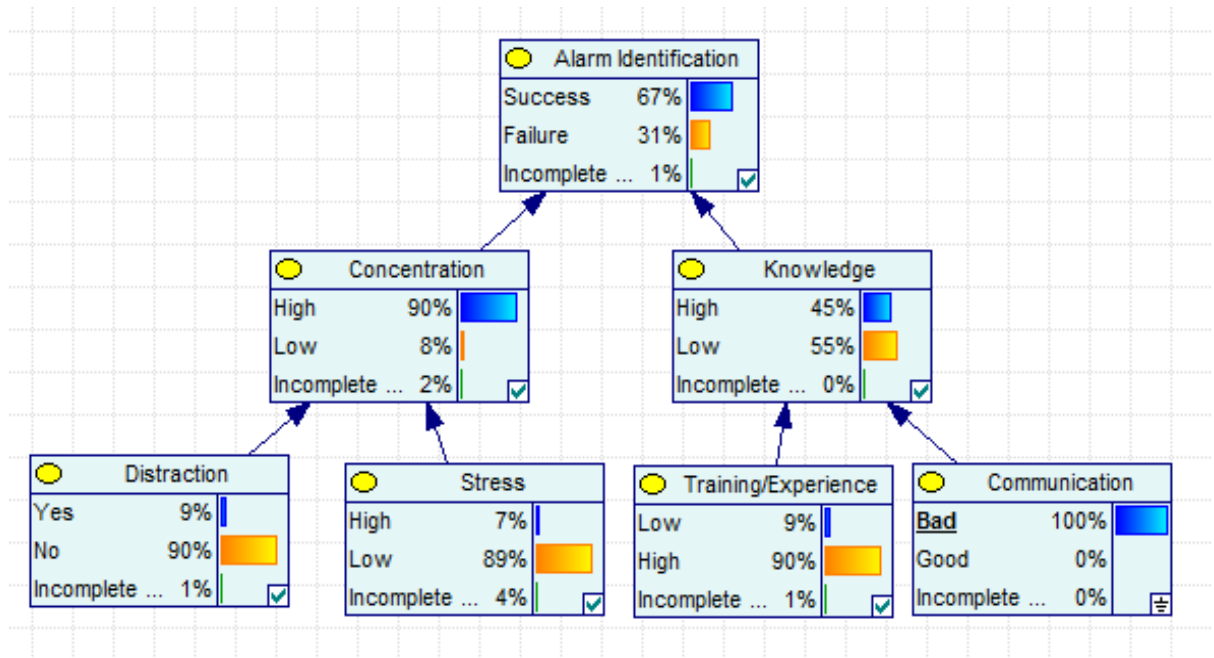 Alarm Identification
Success 67%
Failure 31%
Incomplete ... 1%
Concentration
High 90%
Low 8%
Incomplete ... 2%
Knowledge
High 45%
Low 55%
Incomplete ... 0%
Distraction
Yes 9%
No 90%
Incomplete ... 1%
Stress
High 7%
Low 89%
Incomplete ... 4%
Training/Experience
Low 9%
High 90%
Incomplete ... 1%
Communication
Bad 100%
Good 0%
Incomplete ... 0%